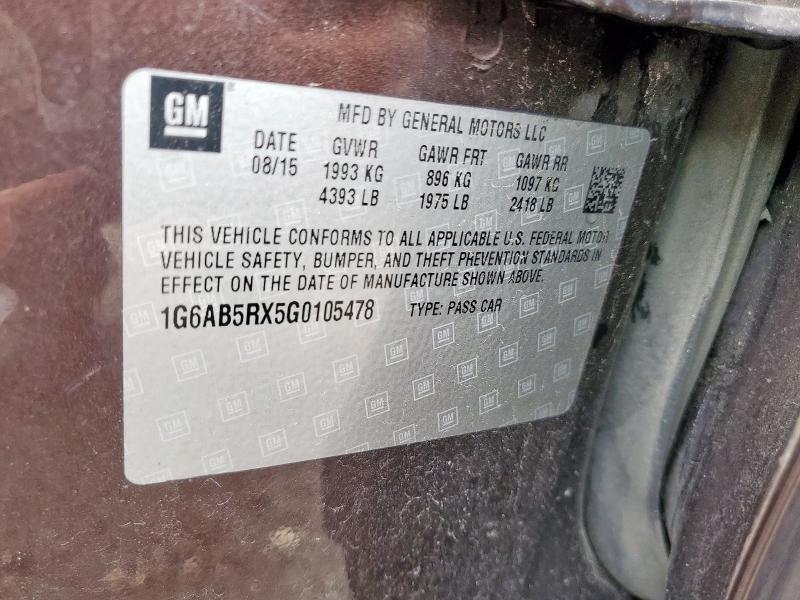 GM
MFD BY GENERAL MOTORS LLC
DATE GVWR GAWR FRT GAWR RR
08/15 1993 KG 896 KG 1097 KG
4393 LB 1975 LB 2418 LB
THIS VEHICLE CONFORMS TO ALL APPLICABLE U.S. FEDERAL MOTOR
VEHICLE SAFETY, BUMPER, AND THEFT PREVENTION STANDARDS IN
EFFECT ON THE DATE OF MANUFACTURE SHOWN ABOVE.
1G6AB5RX5G0105478 TYPE: PASS CAR